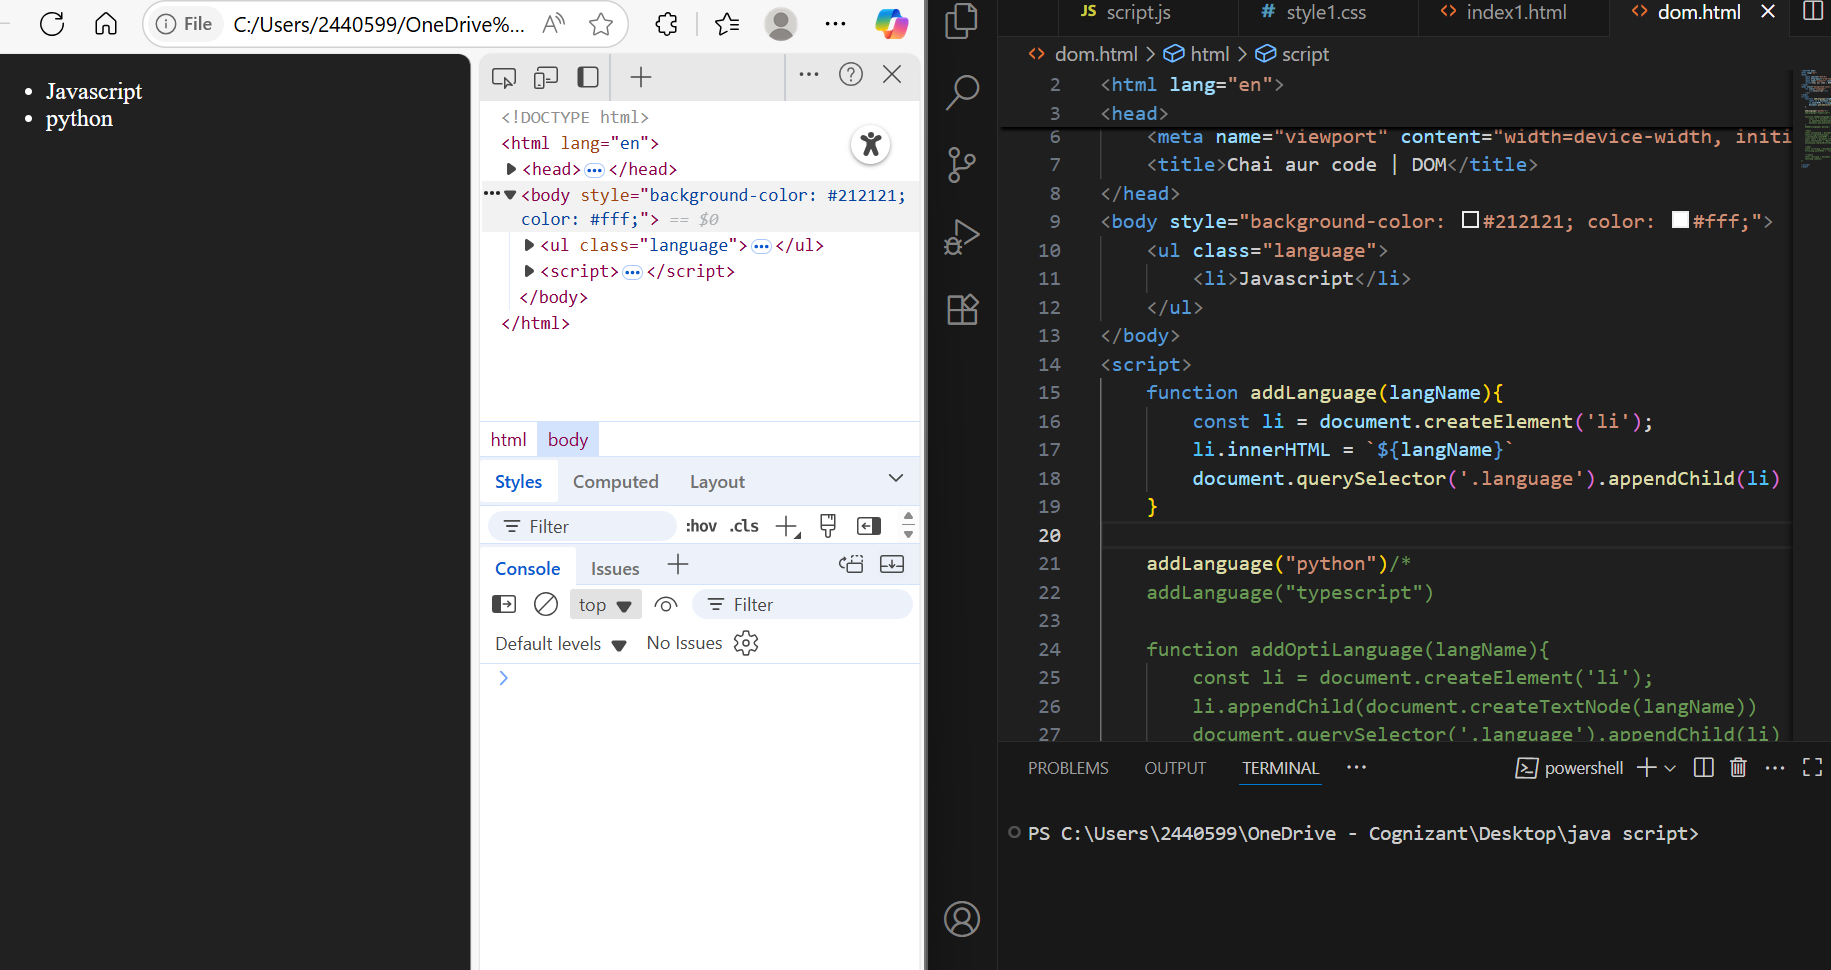 File
C:/Users/2440599/OneDrive%...
Javascript
python
<!DOCTYPE html>
<html lang="en">
<head>
</head>
<body style="background-color: #212121;
color: #fff;"> == $0
<ul class="language">
</ul>
<script>
</script>
</body>
</html>
html
body
Styles
Computed
Layout
Filter
:hov
.cls
Console
Issues
top
Filter
Default levels
No Issues
JS script.js
# style1.css
index1.html
dom.html
dom.html > html > script
2 <html lang="en">
3 <head>
6 <meta name="viewport" content="width=device-width, initi
7 <title>Chai aur code | DOM</title>
8 </head>
9 <body style="background-color: #212121; color: #fff;">
10 <ul class="language">
11 <li>Javascript</li>
12 </ul>
13 </body>
14 <script>
15 function addLanguage(langName){
16 const li = document.createElement('li');
17 li.innerHTML = `${langName}`
18 document.querySelector('.language').appendChild(li)
19 }
20
21 addLanguage("python")/*
22 addLanguage("typescript")
23
24 function addOptiLanguage(langName){
25 const li = document.createElement('li');
26 li.appendChild(document.createTextNode(langName))
27 document.querySelector('.language').appendChild(li)
PROBLEMS
OUTPUT
TERMINAL
powershell
PS C:\Users\2440599\OneDrive - Cognizant\Desktop\java script>